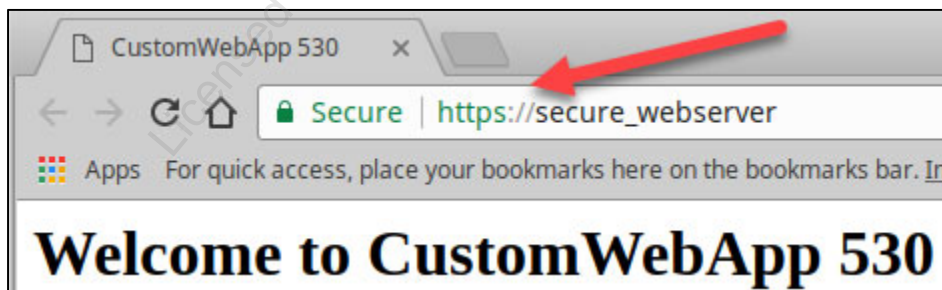 CustomWebApp 530
Secure | https://secure_webserver
Apps For quick access, place your bookmarks here on the bookmarks bar.
Welcome to CustomWebApp 530
Licensed